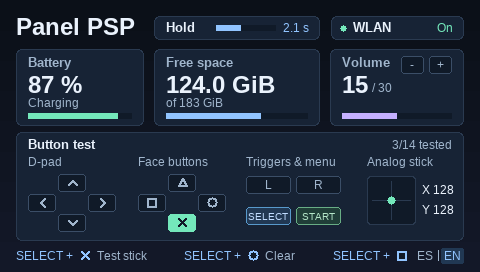 Panel PSP
Hold 2.1 s
WLAN On
Battery
87 %
Charging
Free space
124.0 GiB
of 183 GiB
Volume - +
15 / 30
Button test 3/14 tested
D-pad Face buttons Triggers & menu Analog stick
L R
SELECT START
X 128
Y 128
SELECT + Test stick SELECT + Clear SELECT + ES | EN